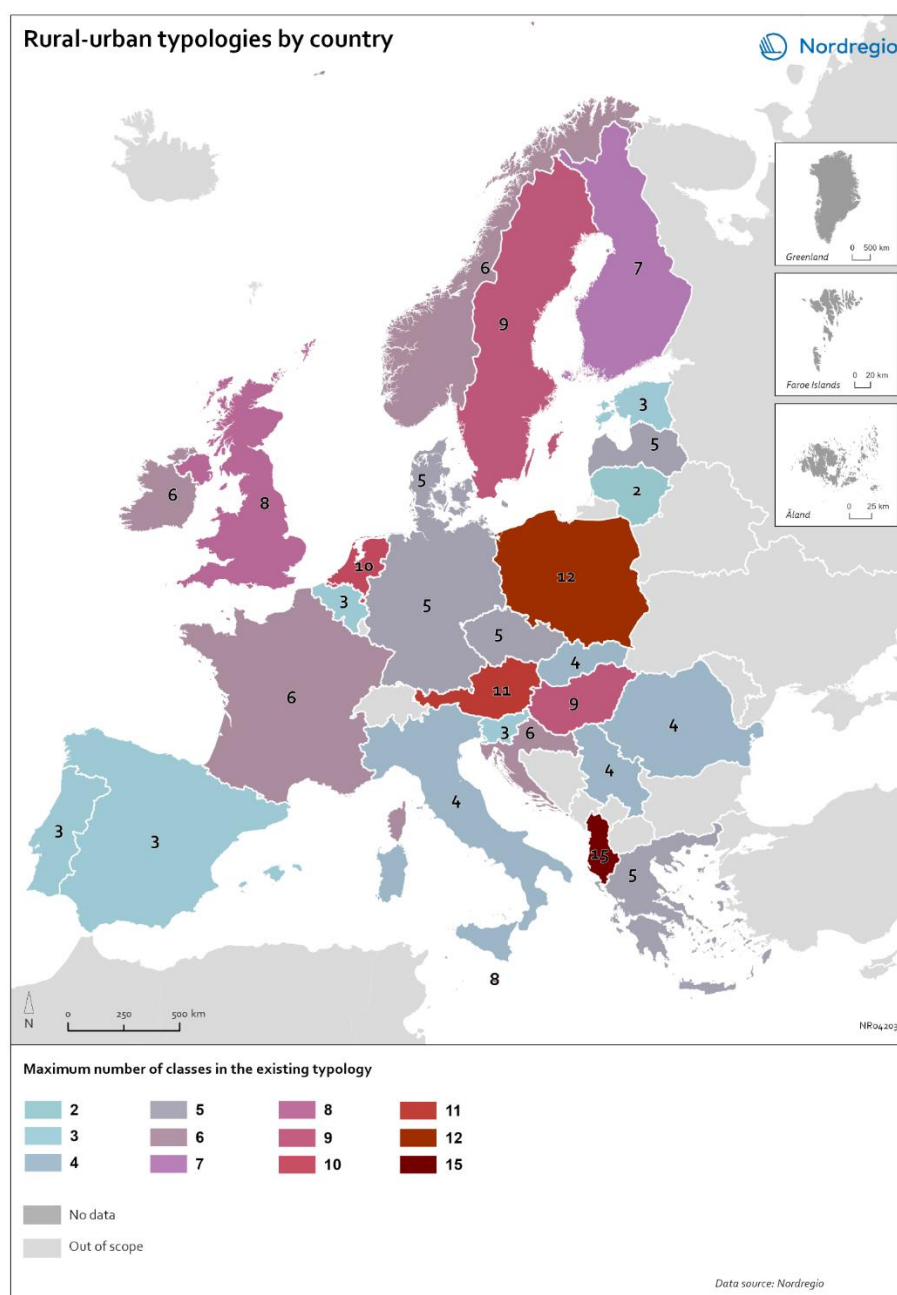 Rural-urban typologies by country
Nordregio
Greenland
0 500 km
Faroe Islands
0 20 km
Åland
0 25 km
6
9
7
3
5
2
5
6
8
10
3
5
12
5
4
6
11
9
3
6
4
4
4
3
3
15
5
8
N
0 250 500 km
NR04203
Maximum number of classes in the existing typology
2 5 8 11
3 6 9 12
4 7 10 15
No data
Out of scope
Data source: Nordregio